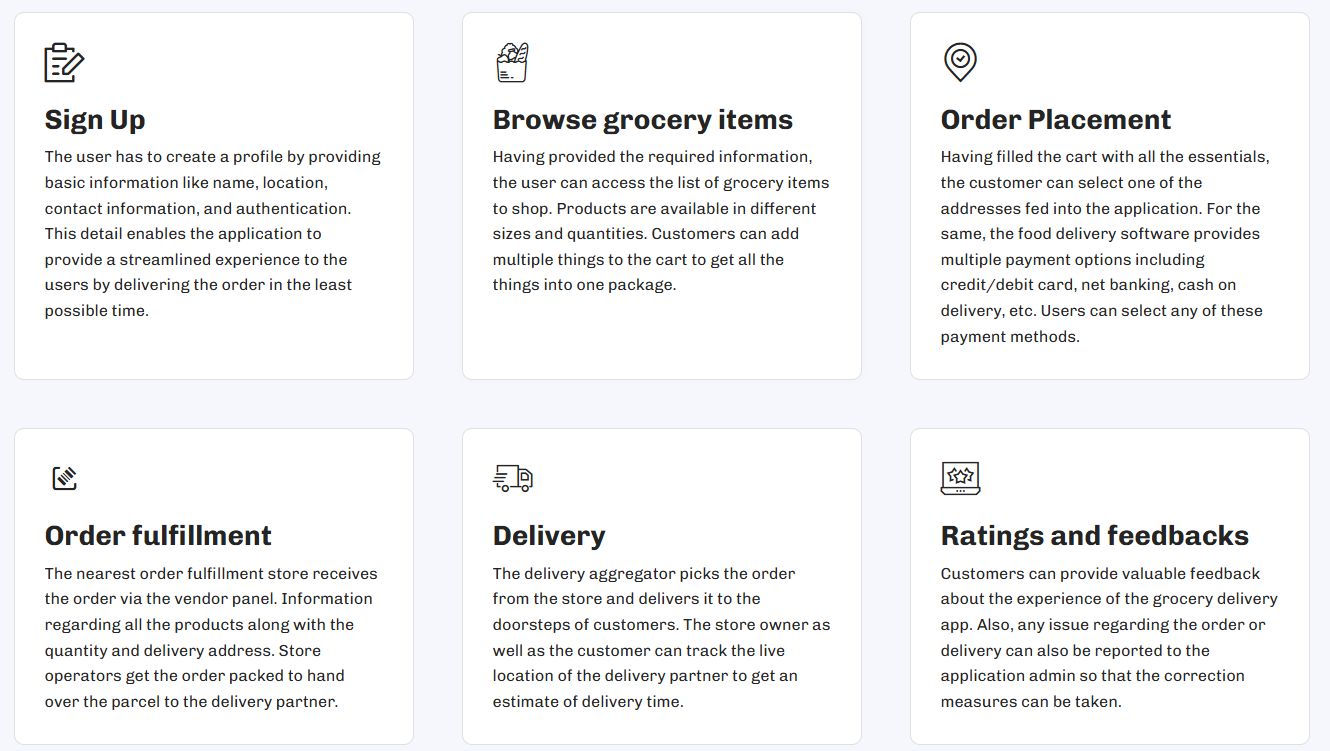 Sign Up
The user has to create a profile by providing
basic information like name, location,
contact information, and authentication.
This detail enables the application to
provide a streamlined experience to the
users by delivering the order in the least
possible time.
Browse grocery items
Having provided the required information,
the user can access the list of grocery items
to shop. Products are available in different
sizes and quantities. Customers can add
multiple things to the cart to get all the
things into one package.
Order Placement
Having filled the cart with all the essentials,
the customer can select one of the
addresses fed into the application. For the
same, the food delivery software provides
multiple payment options including
credit/debit card, net banking, cash on
delivery, etc. Users can select any of these
payment methods.
Order fulfillment
The nearest order fulfillment store receives
the order via the vendor panel. Information
regarding all the products along with the
quantity and delivery address. Store
operators get the order packed to hand
over the parcel to the delivery partner.
Delivery
The delivery aggregator picks the order
from the store and delivers it to the
doorsteps of customers. The store owner as
well as the customer can track the live
location of the delivery partner to get an
estimate of delivery time.
Ratings and feedbacks
Customers can provide valuable feedback
about the experience of the grocery delivery
app. Also, any issue regarding the order or
delivery can also be reported to the
application admin so that the correction
measures can be taken.